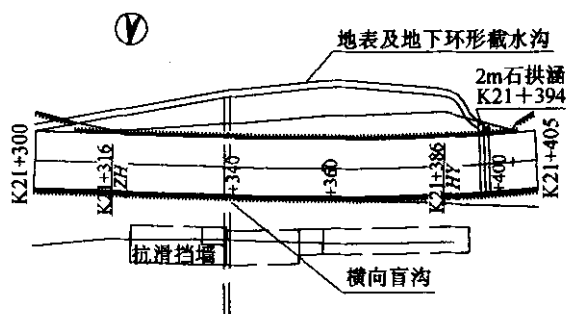 地表及地下环形截水沟
2m石拱涵
K21+394
K21+300
K21+316
ZH
+340
+360
K21+386
HY
+400
K21+405
抗滑挡墙
横向盲沟